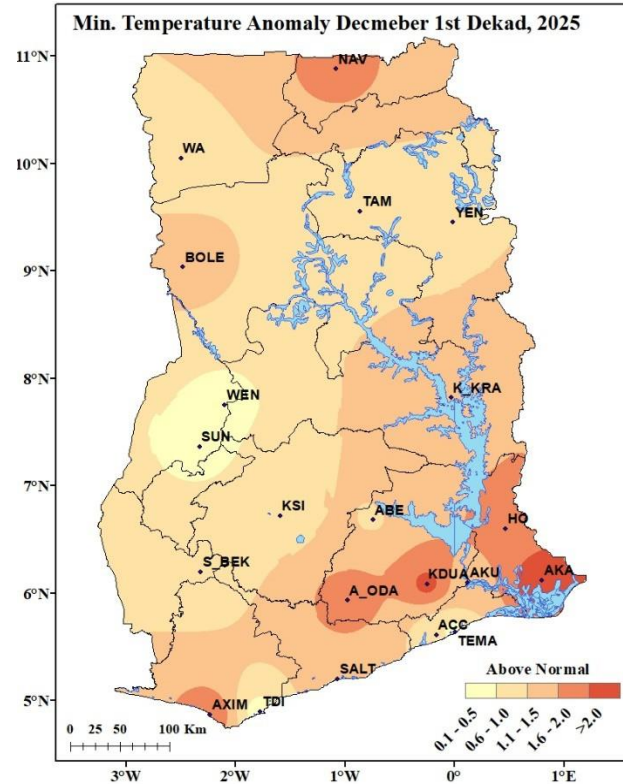 Min. Temperature Anomaly Decmeber 1st Dekad, 2025
11°N
NAV
10°N
WA
TAM
YEN
9°N
BOLE
8°N
WEN
K_KRA
SUN
7°N
KSI
ABE
HO
S_BEK
6°N
A_ODA
KDUA
AKU
AKA
ACC
TEMA
SALT
5°N
AXIM
TDI
Above Normal
0.1 - 0.5
0.6 - 1.0
1.1 - 1.5
1.6 - 2.0
>2.0
0 25 50 100 Km
3°W 2°W 1°W 0° 1°E